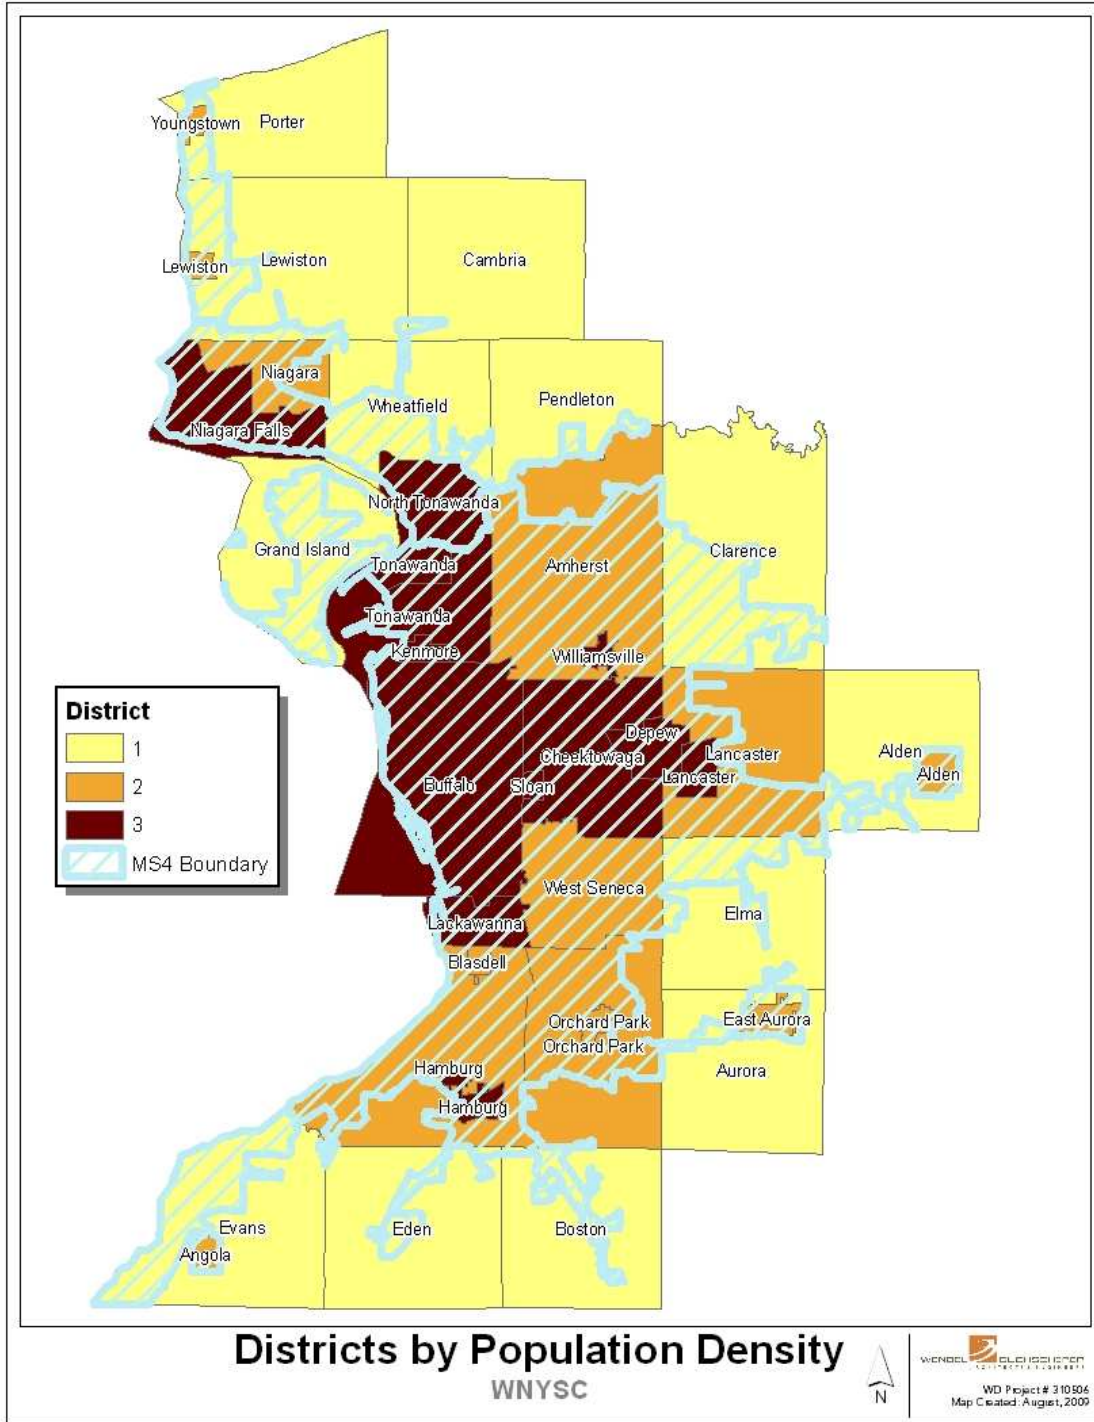 Youngstown
Porter
Lewiston
Lewiston
Cambria
Niagara
Wheatfield
Pendleton
Niagara Falls
North Tonawanda
Grand Island
Tonawanda
Amherst
Clarence
Tonawanda
Kenmore
Williamsville
District
1
2
3
MS4 Boundary
Depew
Cheektowaga
Lancaster
Lancaster
Alden
Alden
Buffalo
Sloan
West Seneca
Elma
Lackawanna
Blasdell
Orchard Park
Orchard Park
East Aurora
Hamburg
Hamburg
Aurora
Evans
Angola
Eden
Boston
Districts by Population Density
WNYSC
N
WD Project # 310506
Map Created: August, 2009